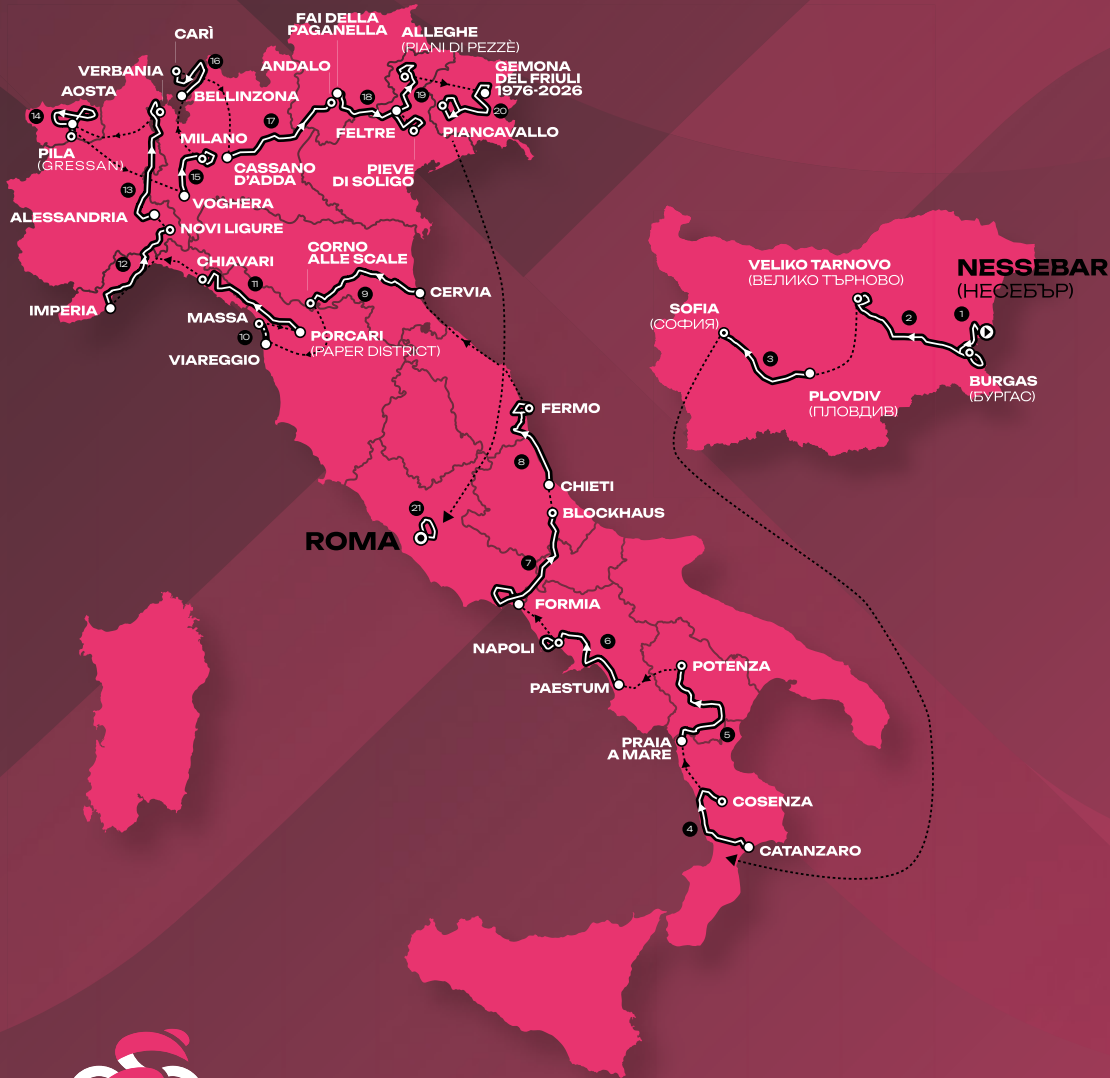 FAI DELLA
PAGANELLA
ALLEGHE
(PIANI DI PEZZÈ)
CARÌ
16
VERBANIA
ANDALO
GEMONA
DEL FRIULI
1976-2026
AOSTA
BELLINZONA
18
19
20
14
17
MILANO
FELTRE
PIANCAVALLO
PILA
(GRESSAN)
CASSANO
D'ADDA
PIEVE
DI SOLIGO
15
13
VOGHERA
ALESSANDRIA
NOVI LIGURE
CORNO
ALLE SCALE
12
CHIAVARI
11
9
CERVIA
IMPERIA
MASSA
10
PORCARI
(PAPER DISTRICT)
VIAREGGIO
VELIKO TARNOVO
(ВЕЛИКО ТЪРНОВО)
NESSEBAR
(НЕСЕБЪР)
SOFIA
(СОФИЯ)
2
1
3
BURGAS
(БУРГАС)
PLOVDIV
(ПЛОВДИВ)
FERMO
8
CHIETI
21
BLOCKHAUS
ROMA
7
FORMIA
NAPOLI
6
PAESTUM
POTENZA
PRAIA
A MARE
5
COSENZA
4
CATANZARO